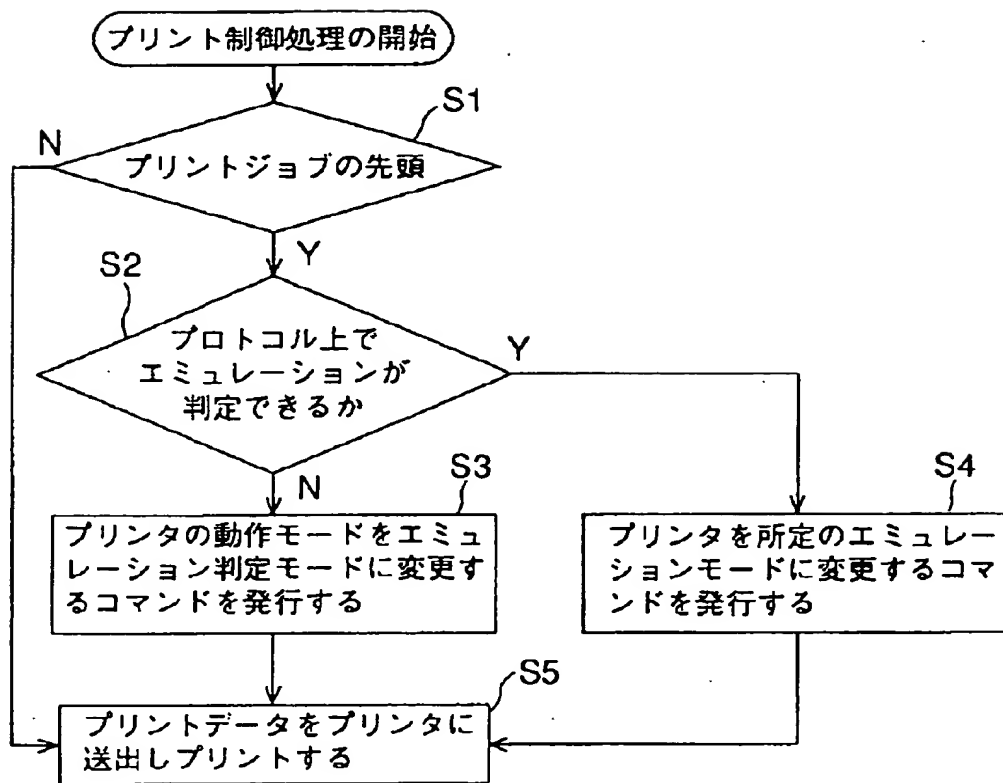 プリント制御処理の開始
S1
N
プリントジョブの先頭
Y
S2
プロトコル上で
エミュレーションが
判定できるか
Y
N
S3
プリンタの動作モードをエミュ
レーション判定モードに変更す
るコマンドを発行する
S4
プリンタを所定のエミュレー
ションモードに変更するコマ
ンドを発行する
S5
プリントデータをプリンタに
送出しプリントする